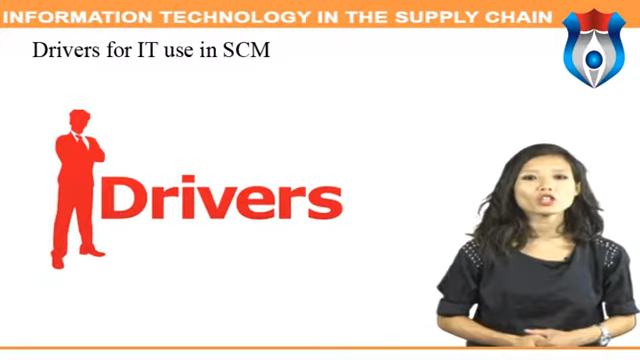 INFORMATION TECHNOLOGY IN THE SUPPLY CHAIN
Drivers for IT use in SCM
Drivers